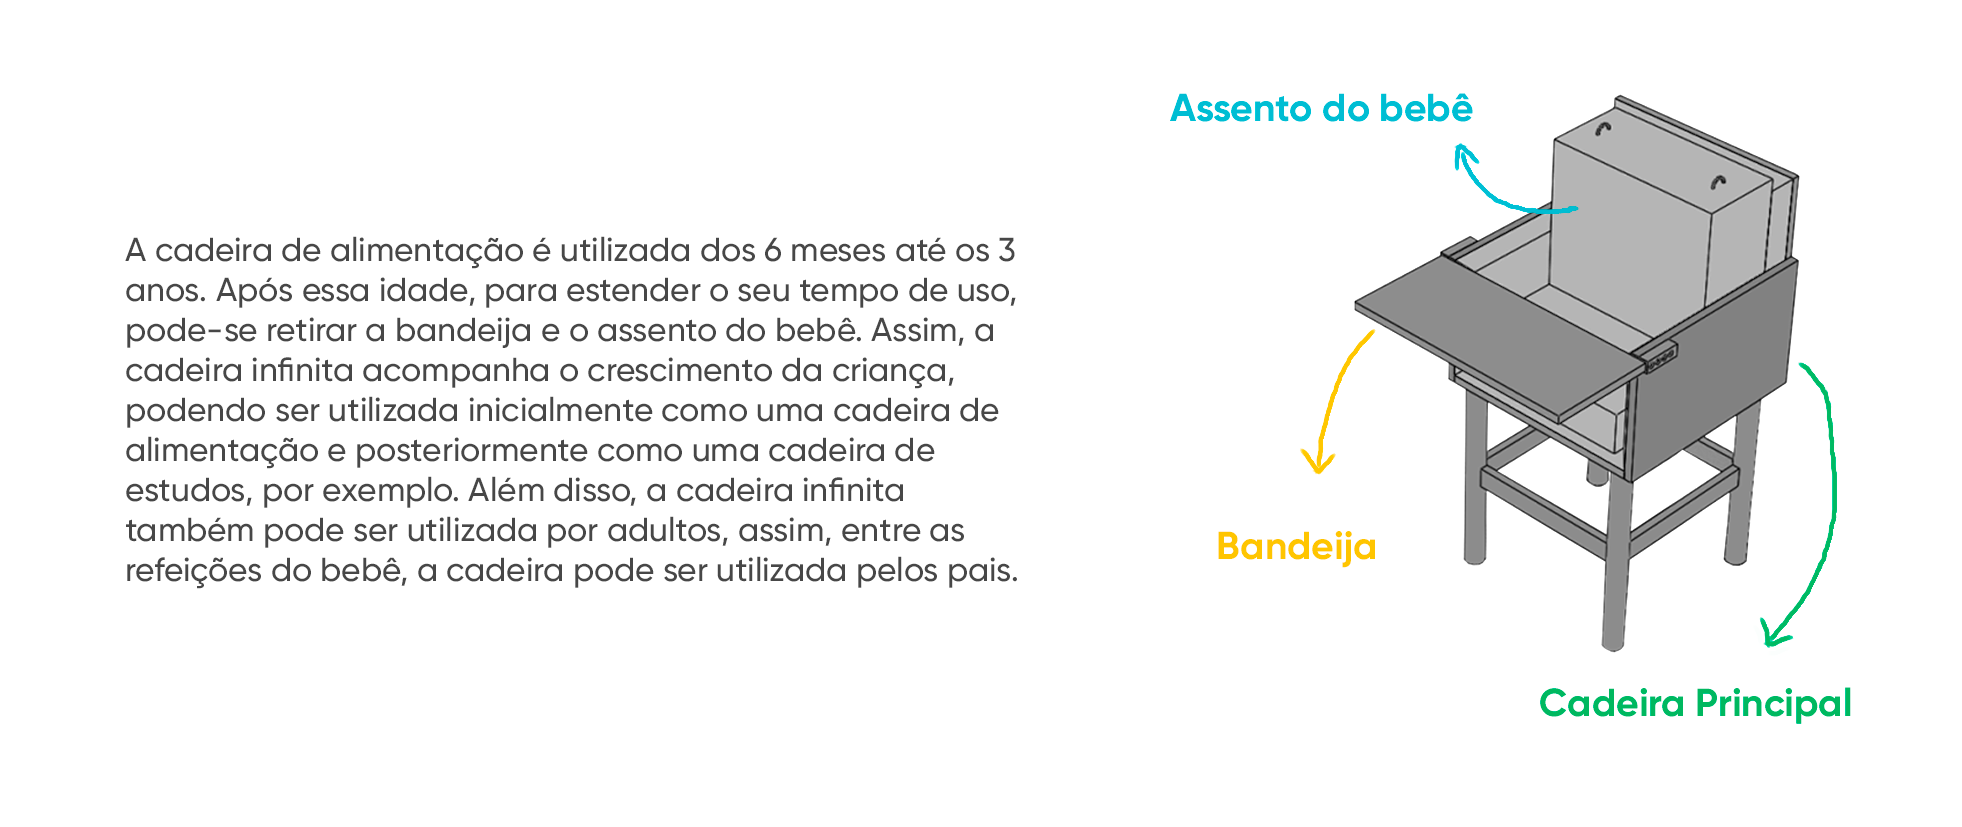 A cadeira de alimentação é utilizada dos 6 meses até os 3
anos. Após essa idade, para estender o seu tempo de uso,
pode-se retirar a bandeija e o assento do bebê. Assim, a
cadeira infinita acompanha o crescimento da criança,
podendo ser utilizada inicialmente como uma cadeira de
alimentação e posteriormente como uma cadeira de
estudos, por exemplo. Além disso, a cadeira infinita
também pode ser utilizada por adultos, assim, entre as
refeições do bebê, a cadeira pode ser utilizada pelos pais.
Assento do bebê
Bandeija
Cadeira Principal